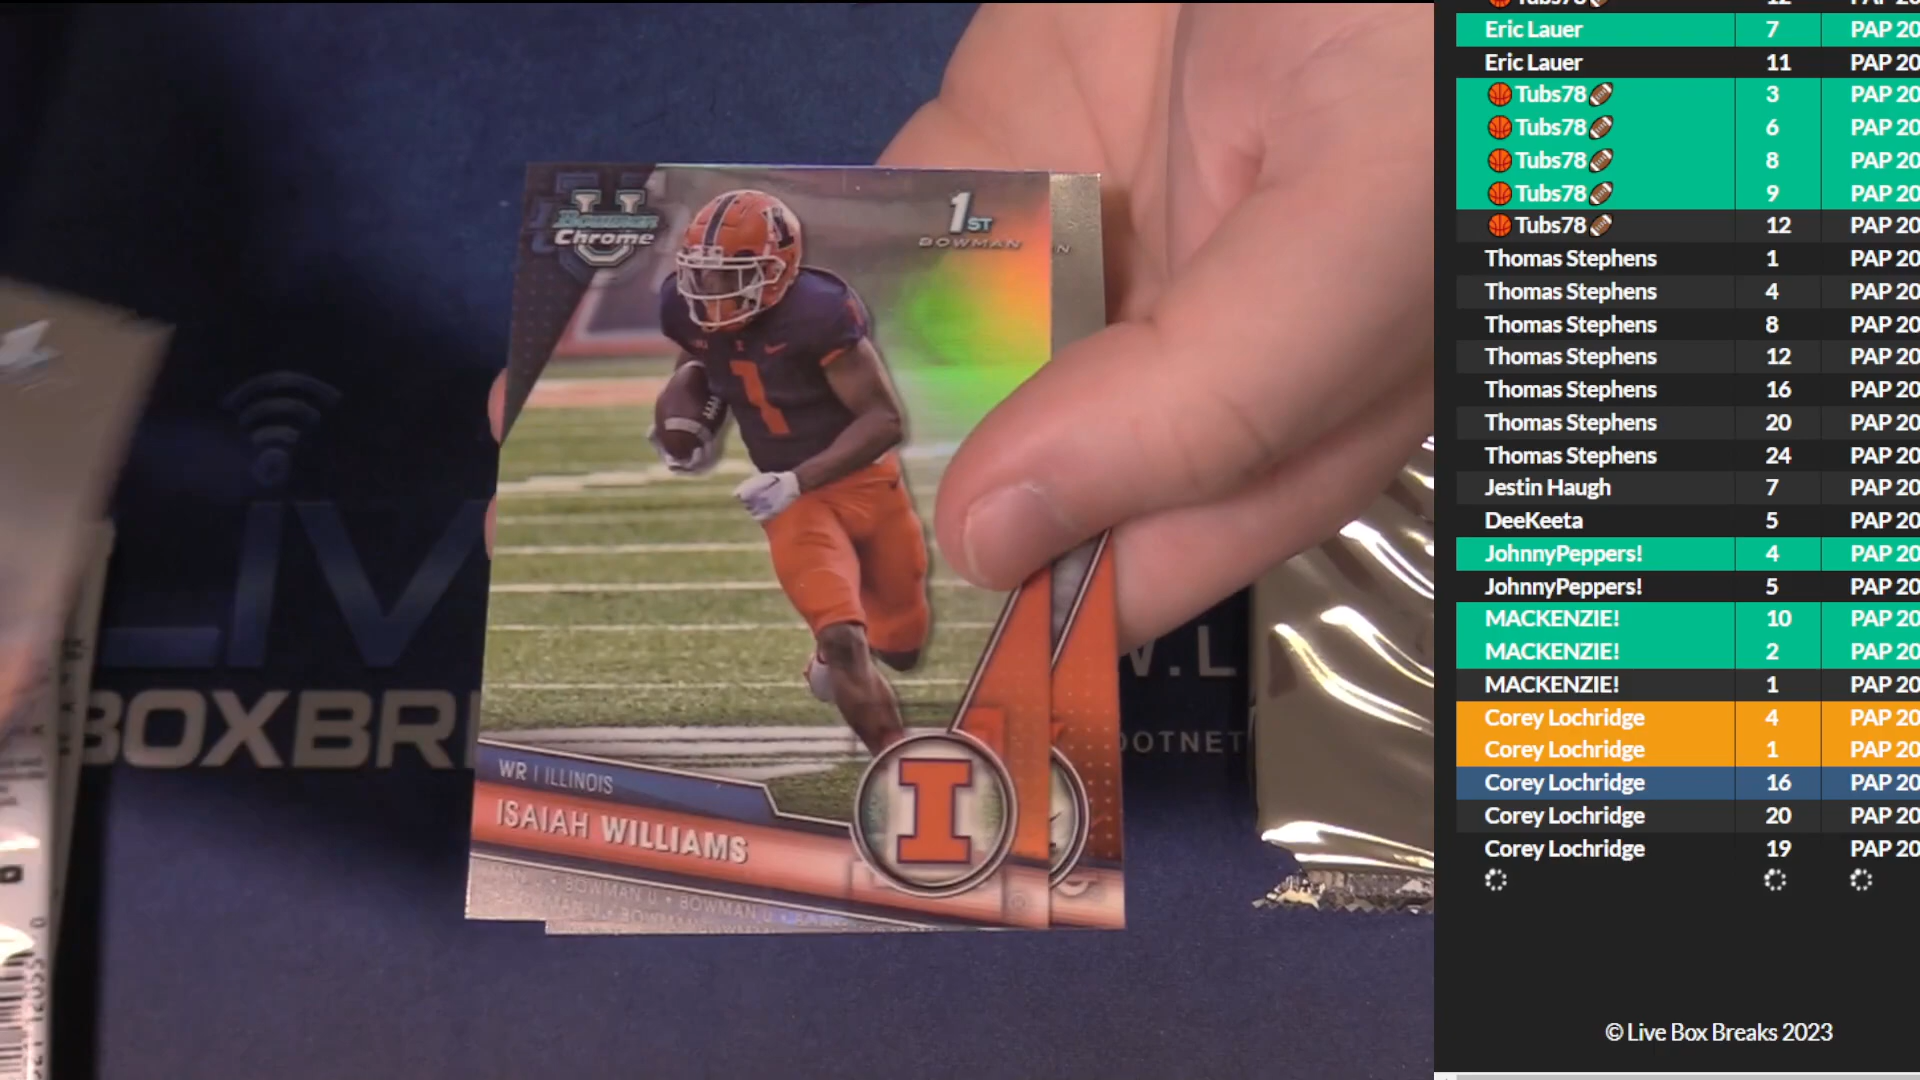 Eric Lauer 7 PAP 20
Eric Lauer 11 PAP 20
Tubs78 3 PAP 20
Tubs78 6 PAP 20
Tubs78 8 PAP 20
Tubs78 9 PAP 20
Tubs78 12 PAP 20
Thomas Stephens 1 PAP 20
Thomas Stephens 4 PAP 20
Thomas Stephens 8 PAP 20
Thomas Stephens 12 PAP 20
Thomas Stephens 16 PAP 20
Thomas Stephens 20 PAP 20
Thomas Stephens 24 PAP 20
Jestin Haugh 7 PAP 20
DeeKeeta 5 PAP 20
JohnnyPeppers! 4 PAP 20
JohnnyPeppers! 5 PAP 20
MACKENZIE! 10 PAP 20
MACKENZIE! 2 PAP 20
MACKENZIE! 1 PAP 20
Corey Lochridge 4 PAP 20
Corey Lochridge 1 PAP 20
Corey Lochridge 16 PAP 20
Corey Lochridge 20 PAP 20
Corey Lochridge 19 PAP 20
© Live Box Breaks 2023
U
Bowman
Chrome
1ST
BOWMAN
1
WR | ILLINOIS
ISAIAH WILLIAMS
I
BOWMAN U • BOWMAN U
BOWMAN
LIV
BOXBR
W.L
DOTNET